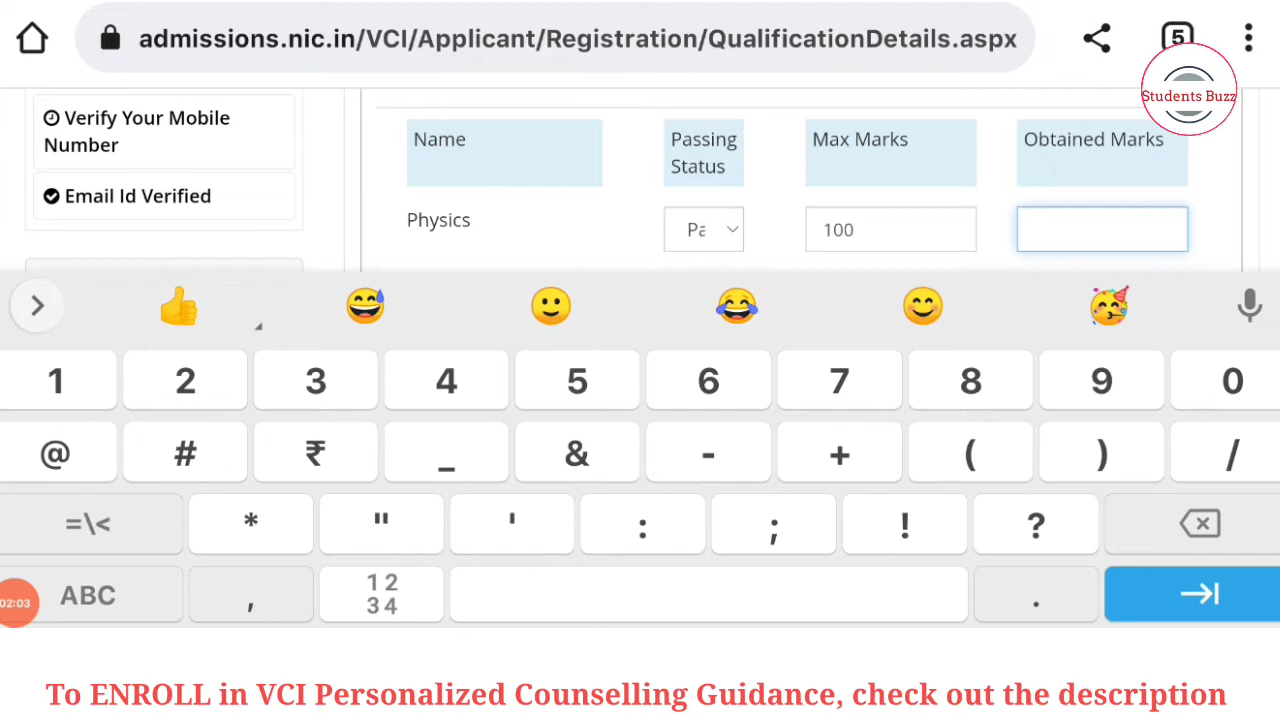 admissions.nic.in/VCI/Applicant/Registration/QualificationDetails.aspx
5
Students Buzz
Verify Your Mobile
Number
Email Id Verified
Name
Passing
Status
Max Marks
Obtained Marks
Physics
Pa
100
1 2 3 4 5 6 7 8 9 0
@ # ₹ _ & - + ( ) /
=\< * " ' : ; ! ?
02:03
ABC , 1 2 .
3 4
To ENROLL in VCI Personalized Counselling Guidance, check out the description